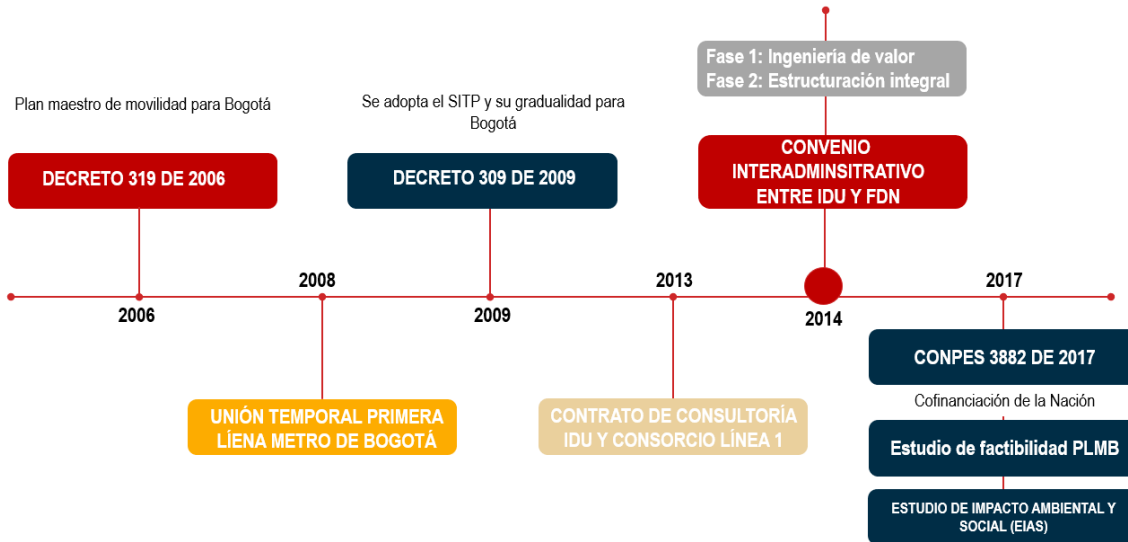 Plan maestro de movilidad para Bogotá
DECRETO 319 DE 2006
2006
2008
UNIÓN TEMPORAL PRIMERA
LÍENA METRO DE BOGOTÁ
Se adopta el SITP y su gradualidad para
Bogotá
DECRETO 309 DE 2009
2009
2013
CONTRATO DE CONSULTORÍA
IDU Y CONSORCIO LÍNEA 1
Fase 1: Ingeniería de valor
Fase 2: Estructuración integral
CONVENIO
INTERADMINSITRATIVO
ENTRE IDU Y FDN
2014
2017
CONPES 3882 DE 2017
Cofinanciación de la Nación
Estudio de factibilidad PLMB
ESTUDIO DE IMPACTO AMBIENTAL Y
SOCIAL (EIAS)